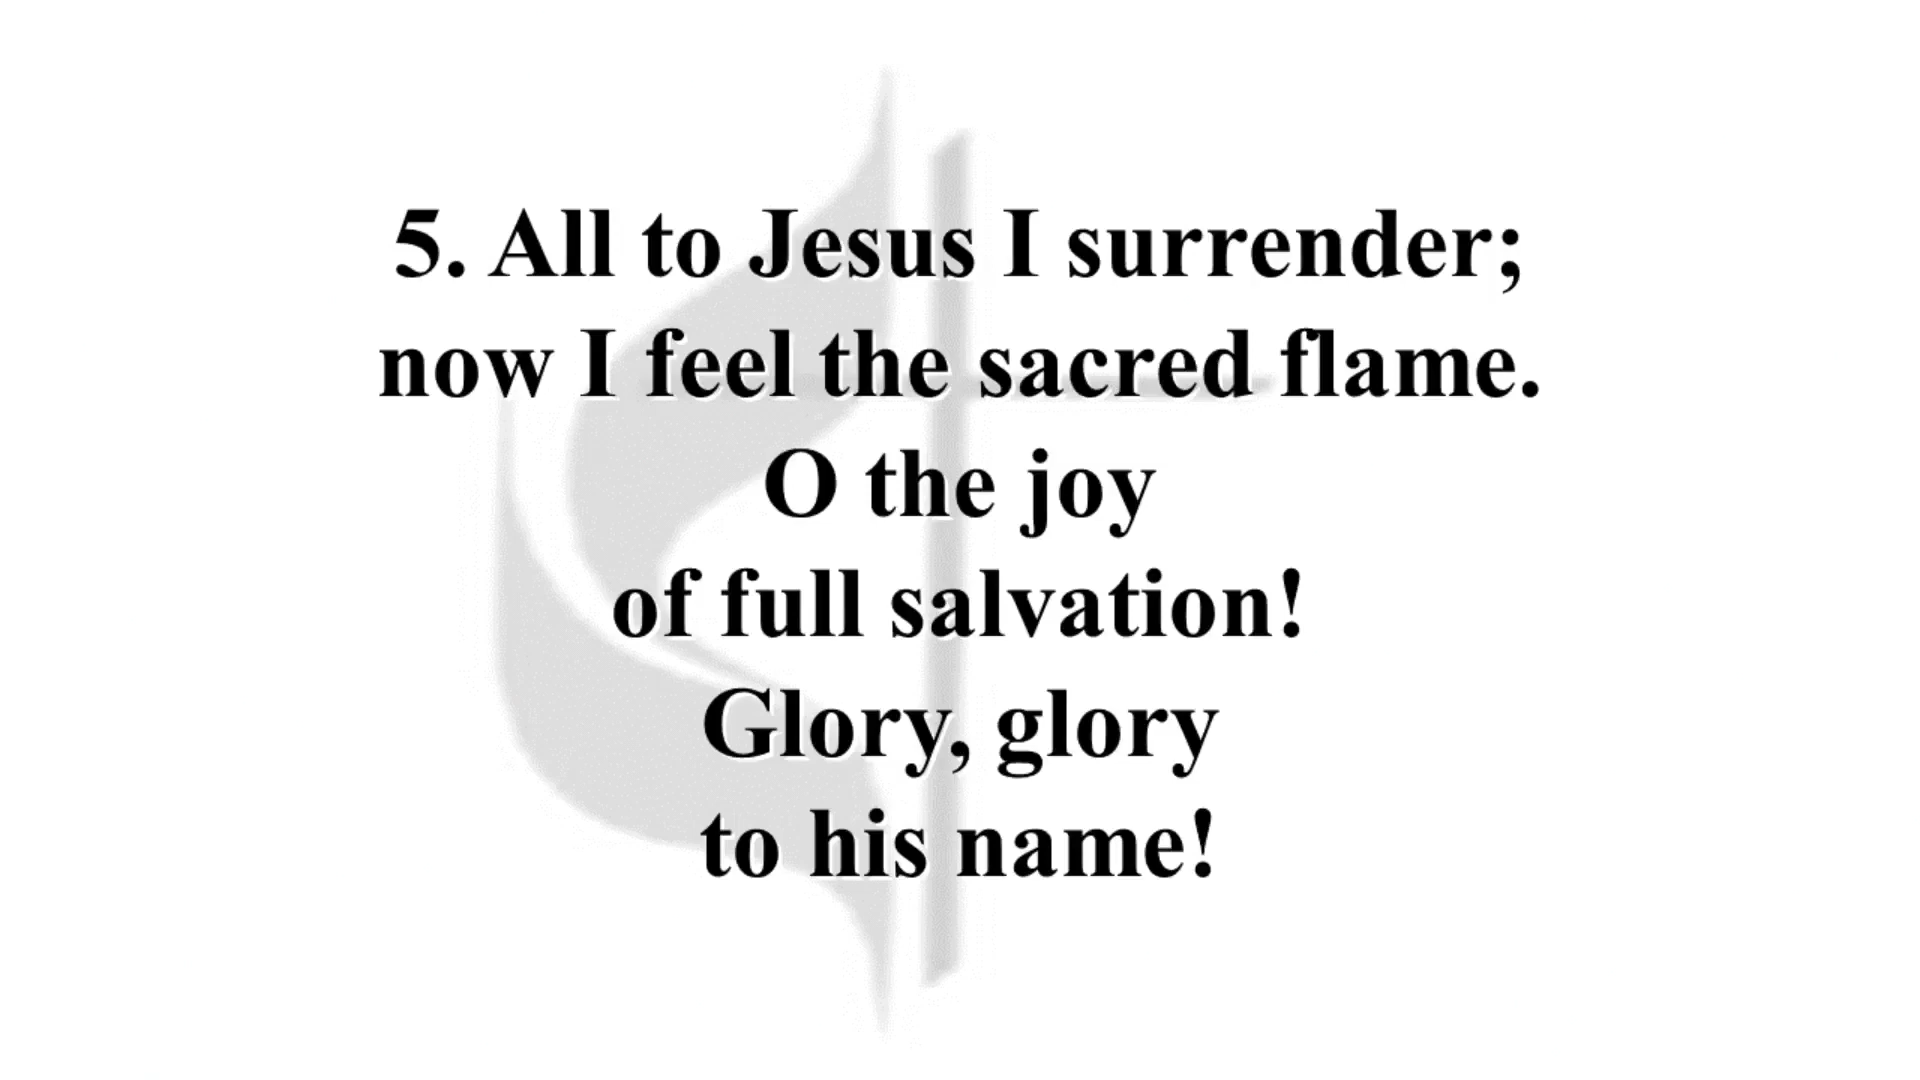 5. All to Jesus I surrender;
now I feel the sacred flame.
O the joy
of full salvation!
Glory, glory
to his name!